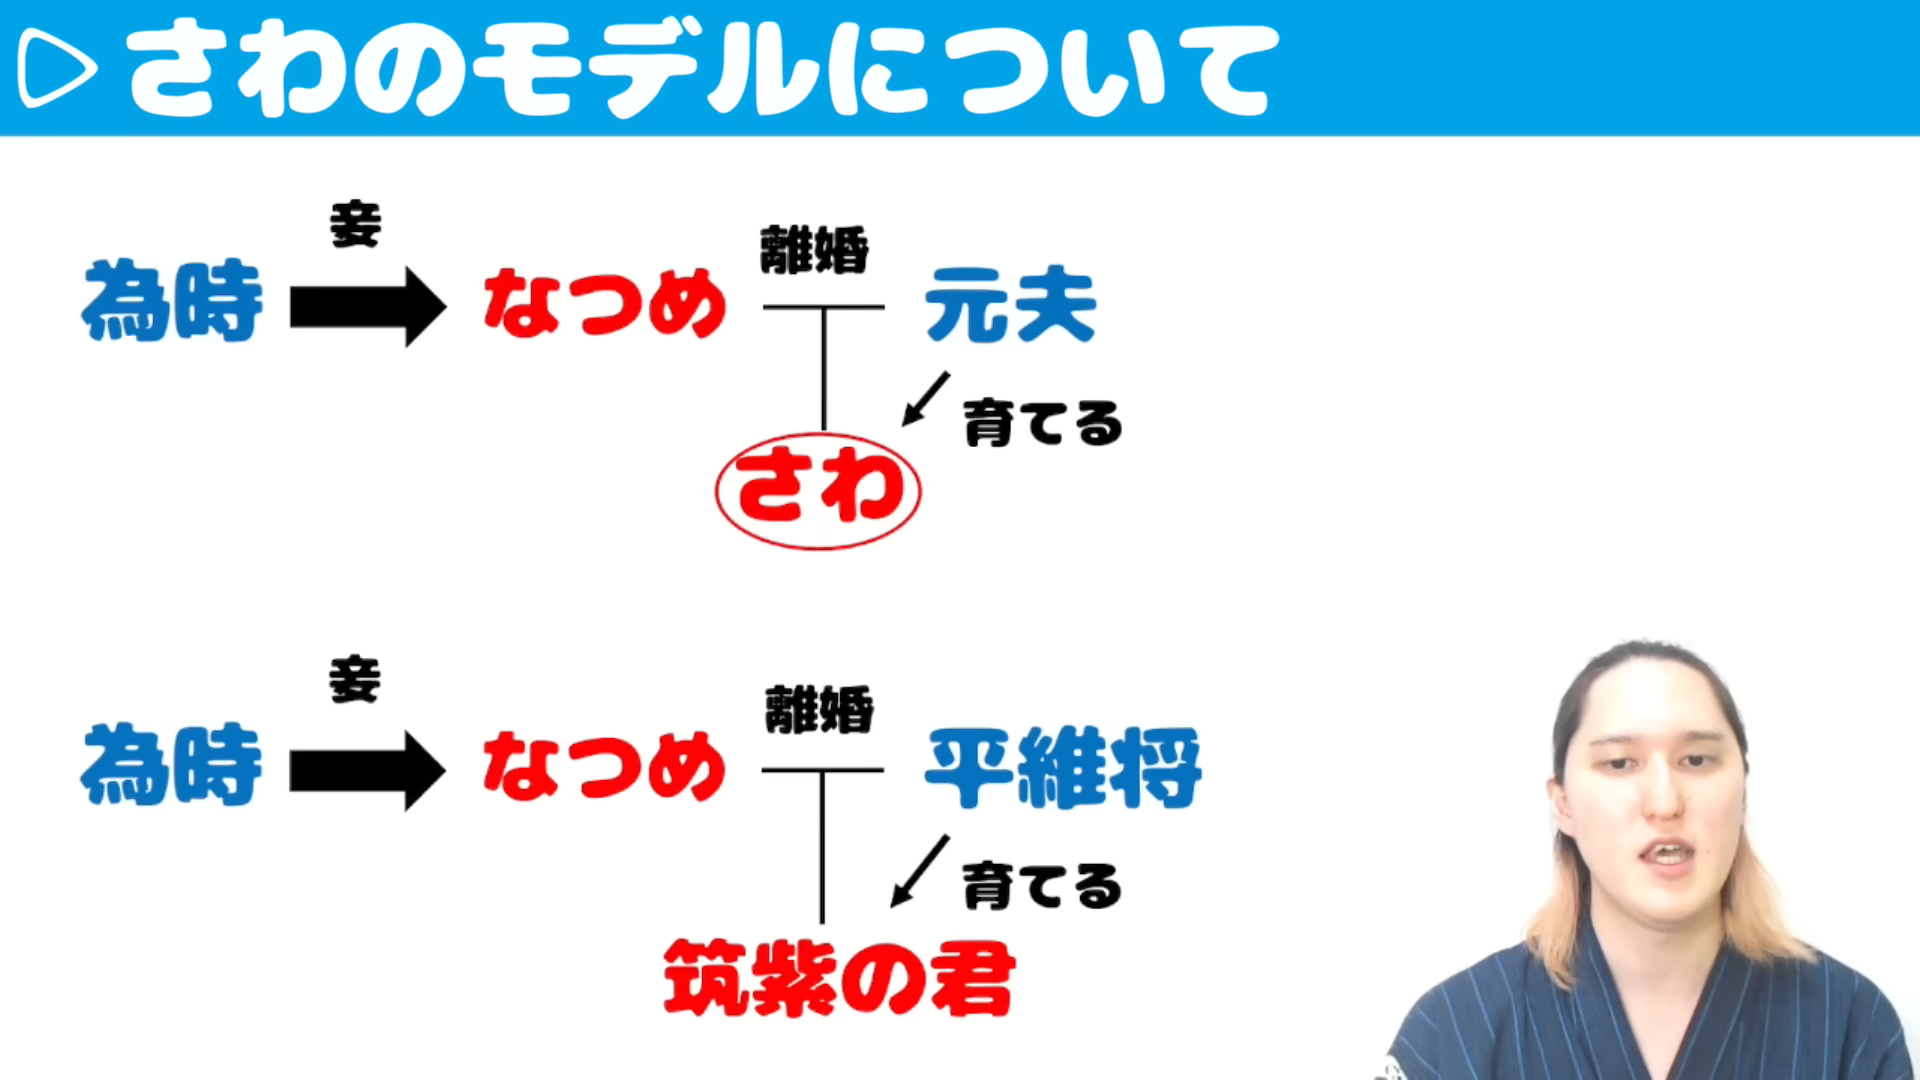 さわのモデルについて
妾
離婚
為時
なつめ
元夫
育てる
さわ
妾
離婚
為時
なつめ
平維将
育てる
筑紫の君